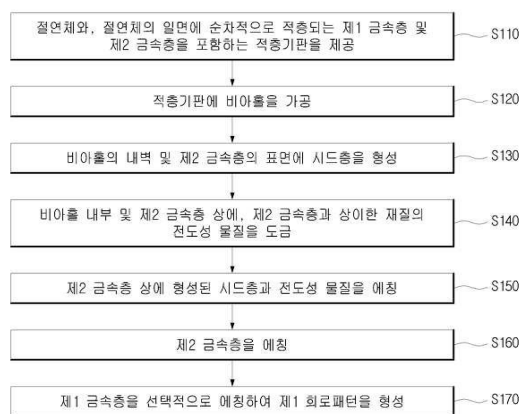 절연체와, 절연체의 일면에 순차적으로 적층되는 제1 금속층 및
제2 금속층을 포함하는 적층기판을 제공
S110
적층기판에 비아홀을 가공
S120
비아홀의 내벽 및 제2 금속층의 표면에 시드층을 형성
S130
비아홀 내부 및 제2 금속층 상에, 제2 금속층과 상이한 재질의
전도성 물질을 도금
S140
제2 금속층 상에 형성된 시드층과 전도성 물질을 에칭
S150
제2 금속층을 에칭
S160
제1 금속층을 선택적으로 에칭하여 제1 회로패턴을 형성
S170